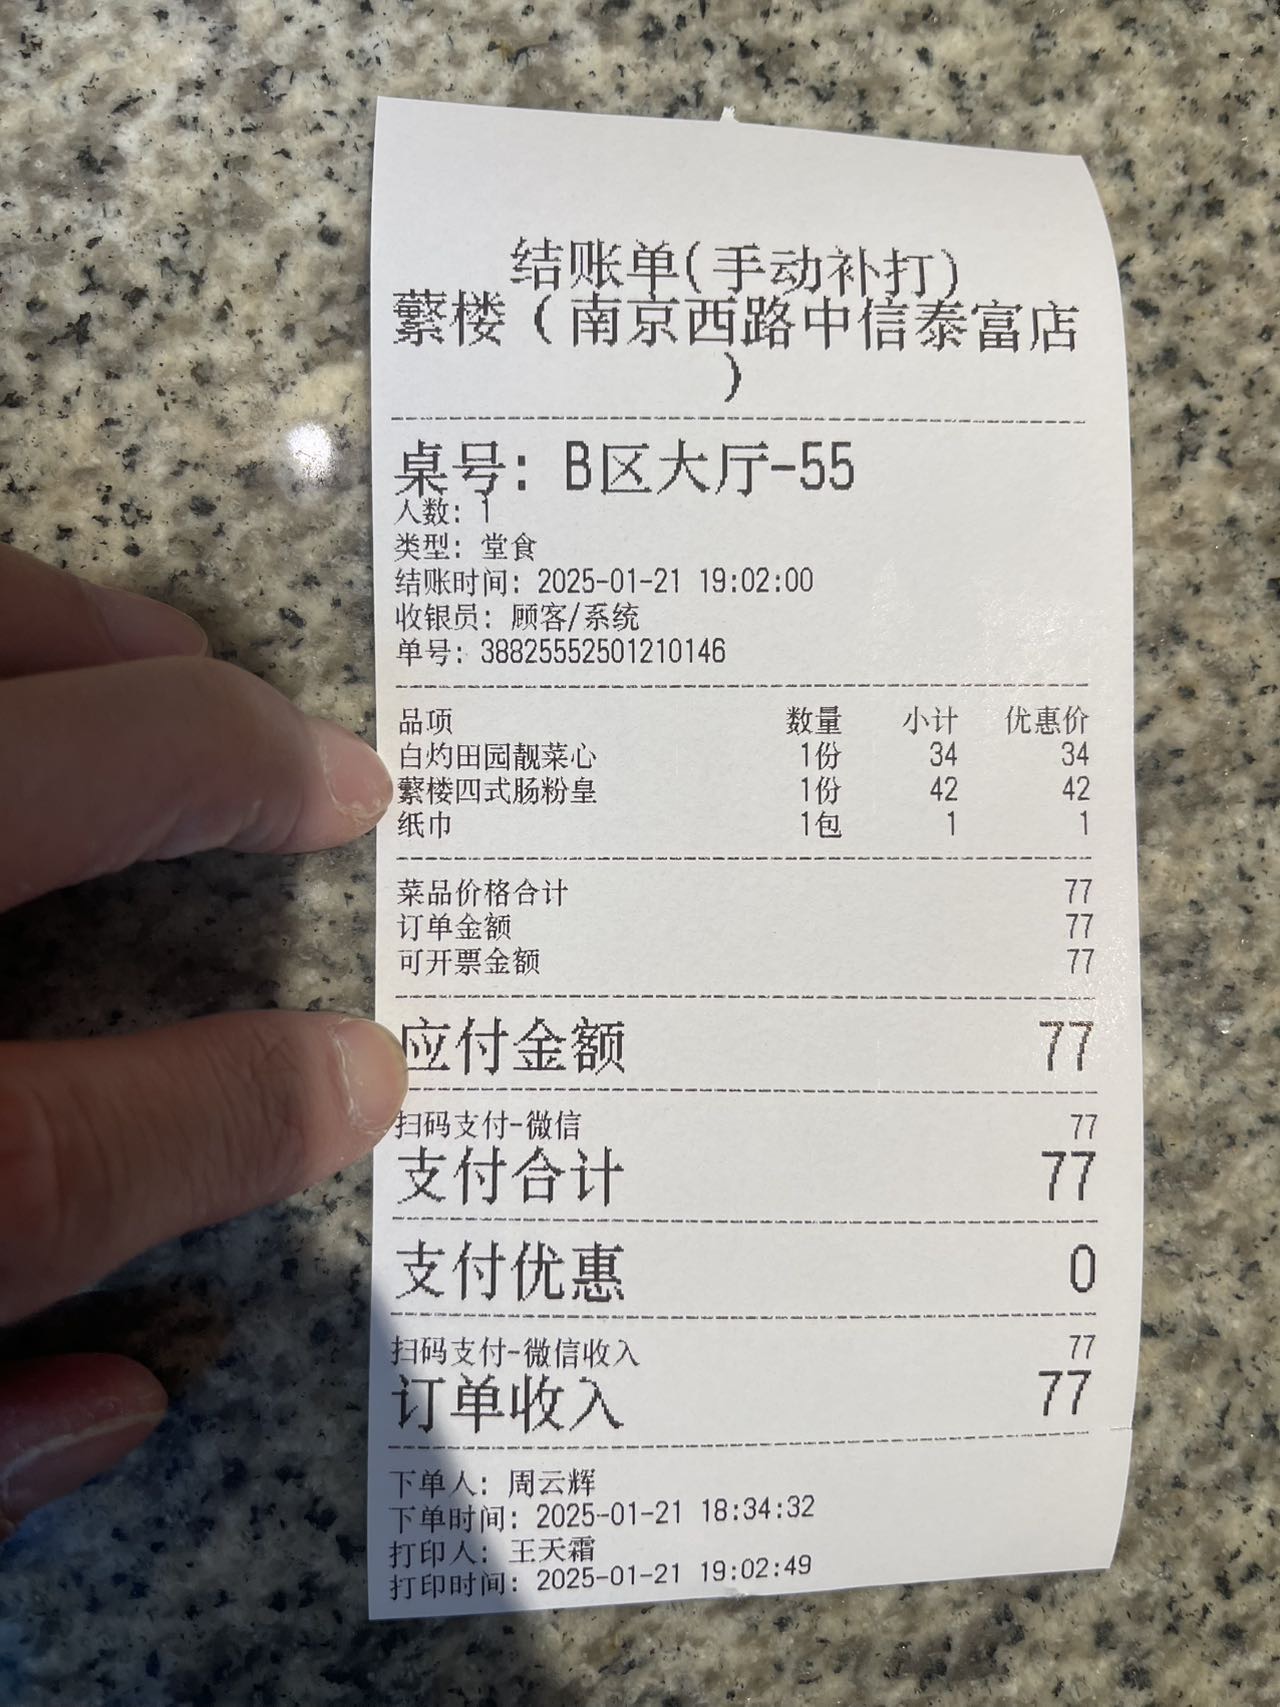 结账单(手动补打)
蘩楼（南京西路中信泰富店
）
桌号: B区大厅-55
人数: 1
类型: 堂食
结账时间: 2025-01-21 19:02:00
收银员: 顾客/系统
单号: 38825552501210146
品项 数量 小计 优惠价
白灼田园靓菜心 1份 34 34
蘩楼四式肠粉皇 1份 42 42
纸巾 1包 1 1
菜品价格合计 77
订单金额 77
可开票金额 77
应付金额 77
扫码支付-微信 77
支付合计 77
支付优惠 0
扫码支付-微信收入 77
订单收入 77
下单人: 周云辉
下单时间: 2025-01-21 18:34:32
打印人: 王天霜
打印时间: 2025-01-21 19:02:49